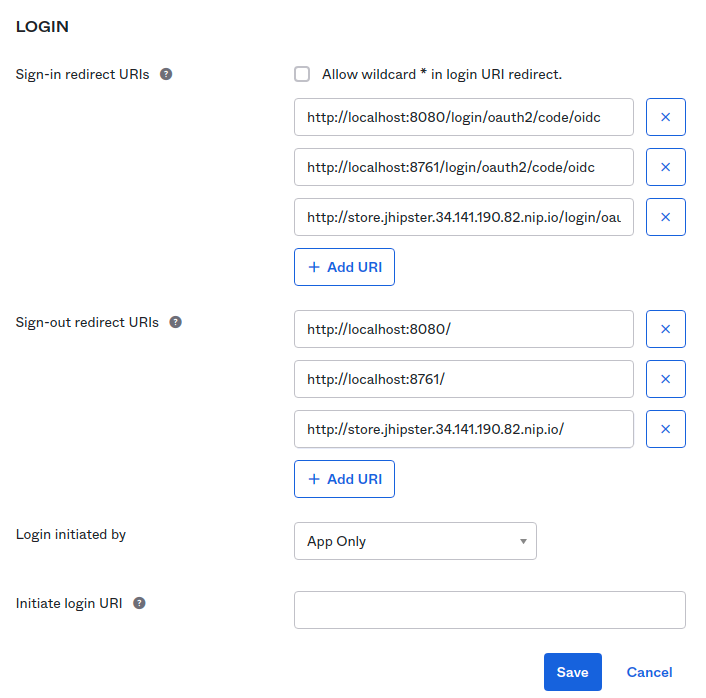 LOGIN
Sign-in redirect URIs ?
Allow wildcard * in login URI redirect.
http://localhost:8080/login/oauth2/code/oidc
http://localhost:8761/login/oauth2/code/oidc
http://store.jhipster.34.141.190.82.nip.io/login/oau
+ Add URI
Sign-out redirect URIs ?
http://localhost:8080/
http://localhost:8761/
http://store.jhipster.34.141.190.82.nip.io/
+ Add URI
Login initiated by
App Only
Initiate login URI ?
Save Cancel